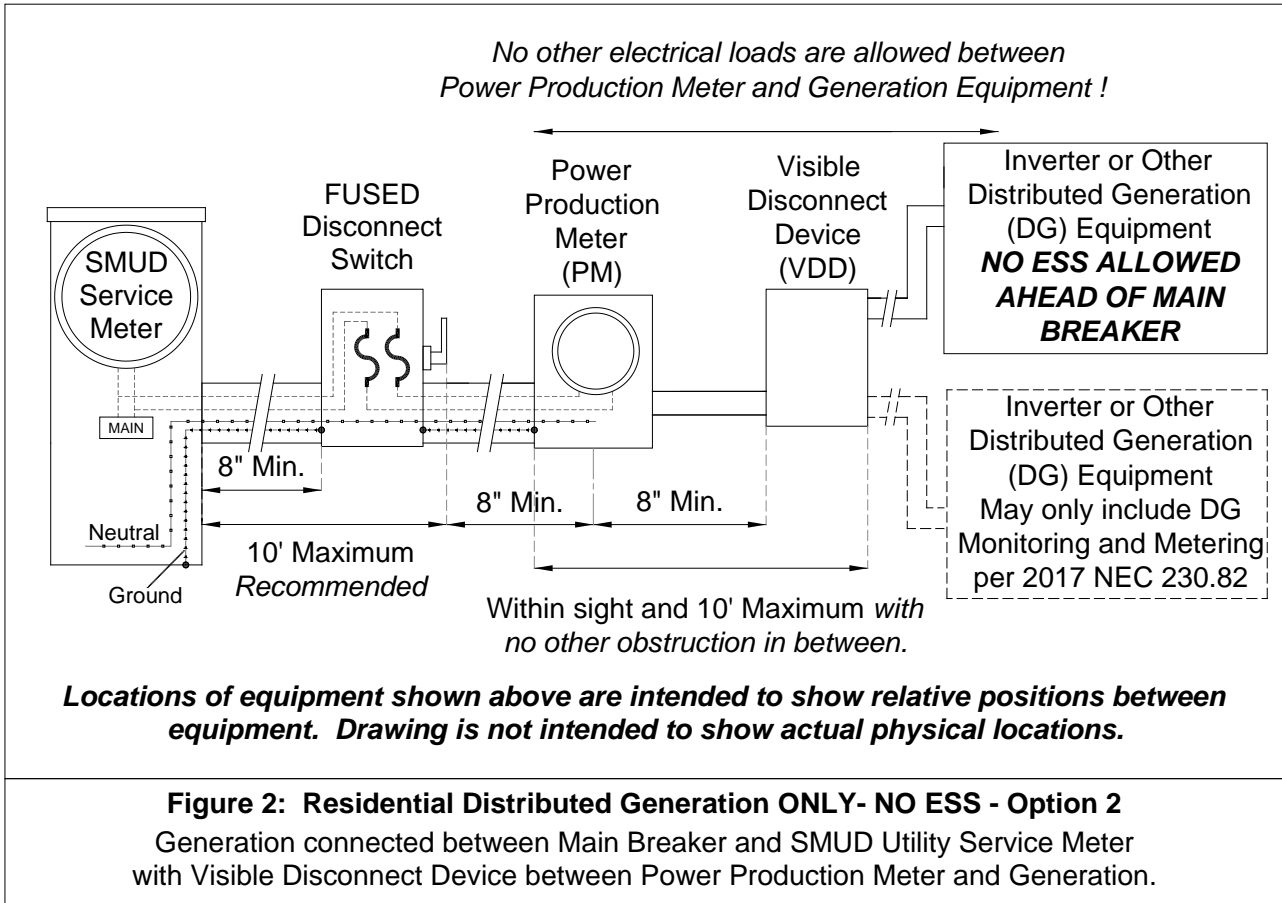 No other electrical loads are allowed between
Power Production Meter and Generation Equipment !
SMUD
Service
Meter
MAIN
FUSED
Disconnect
Switch
Power
Production
Meter
(PM)
Visible
Disconnect
Device
(VDD)
Inverter or Other
Distributed Generation
(DG) Equipment
NO ESS ALLOWED
AHEAD OF MAIN
BREAKER
Inverter or Other
Distributed Generation
(DG) Equipment
May only include DG
Monitoring and Metering
per 2017 NEC 230.82
8" Min.
8" Min.
8" Min.
Neutral
Ground
10' Maximum
Recommended
Within sight and 10' Maximum with
no other obstruction in between.
Locations of equipment shown above are intended to show relative positions between
equipment. Drawing is not intended to show actual physical locations.
Figure 2: Residential Distributed Generation ONLY- NO ESS - Option 2
Generation connected between Main Breaker and SMUD Utility Service Meter
with Visible Disconnect Device between Power Production Meter and Generation.